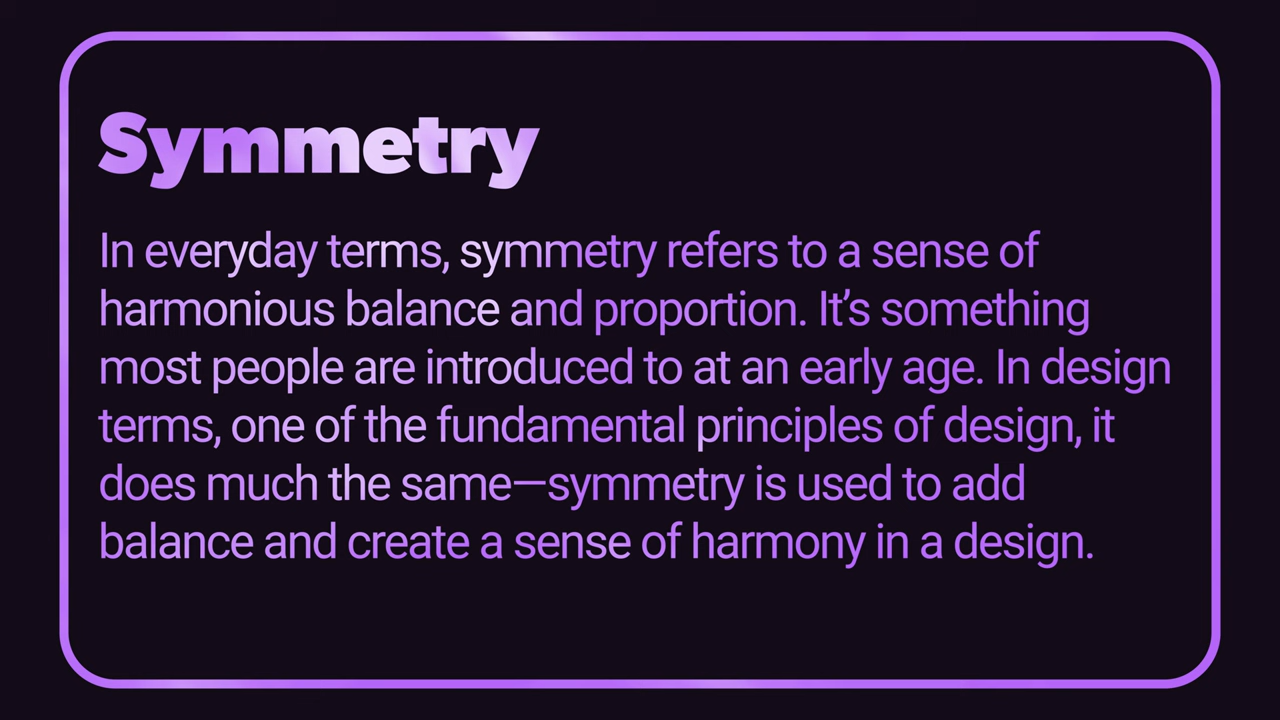 Symmetry
In everyday terms, symmetry refers to a sense of
harmonious balance and proportion. It’s something
most people are introduced to at an early age. In design
terms, one of the fundamental principles of design, it
does much the same—symmetry is used to add
balance and create a sense of harmony in a design.